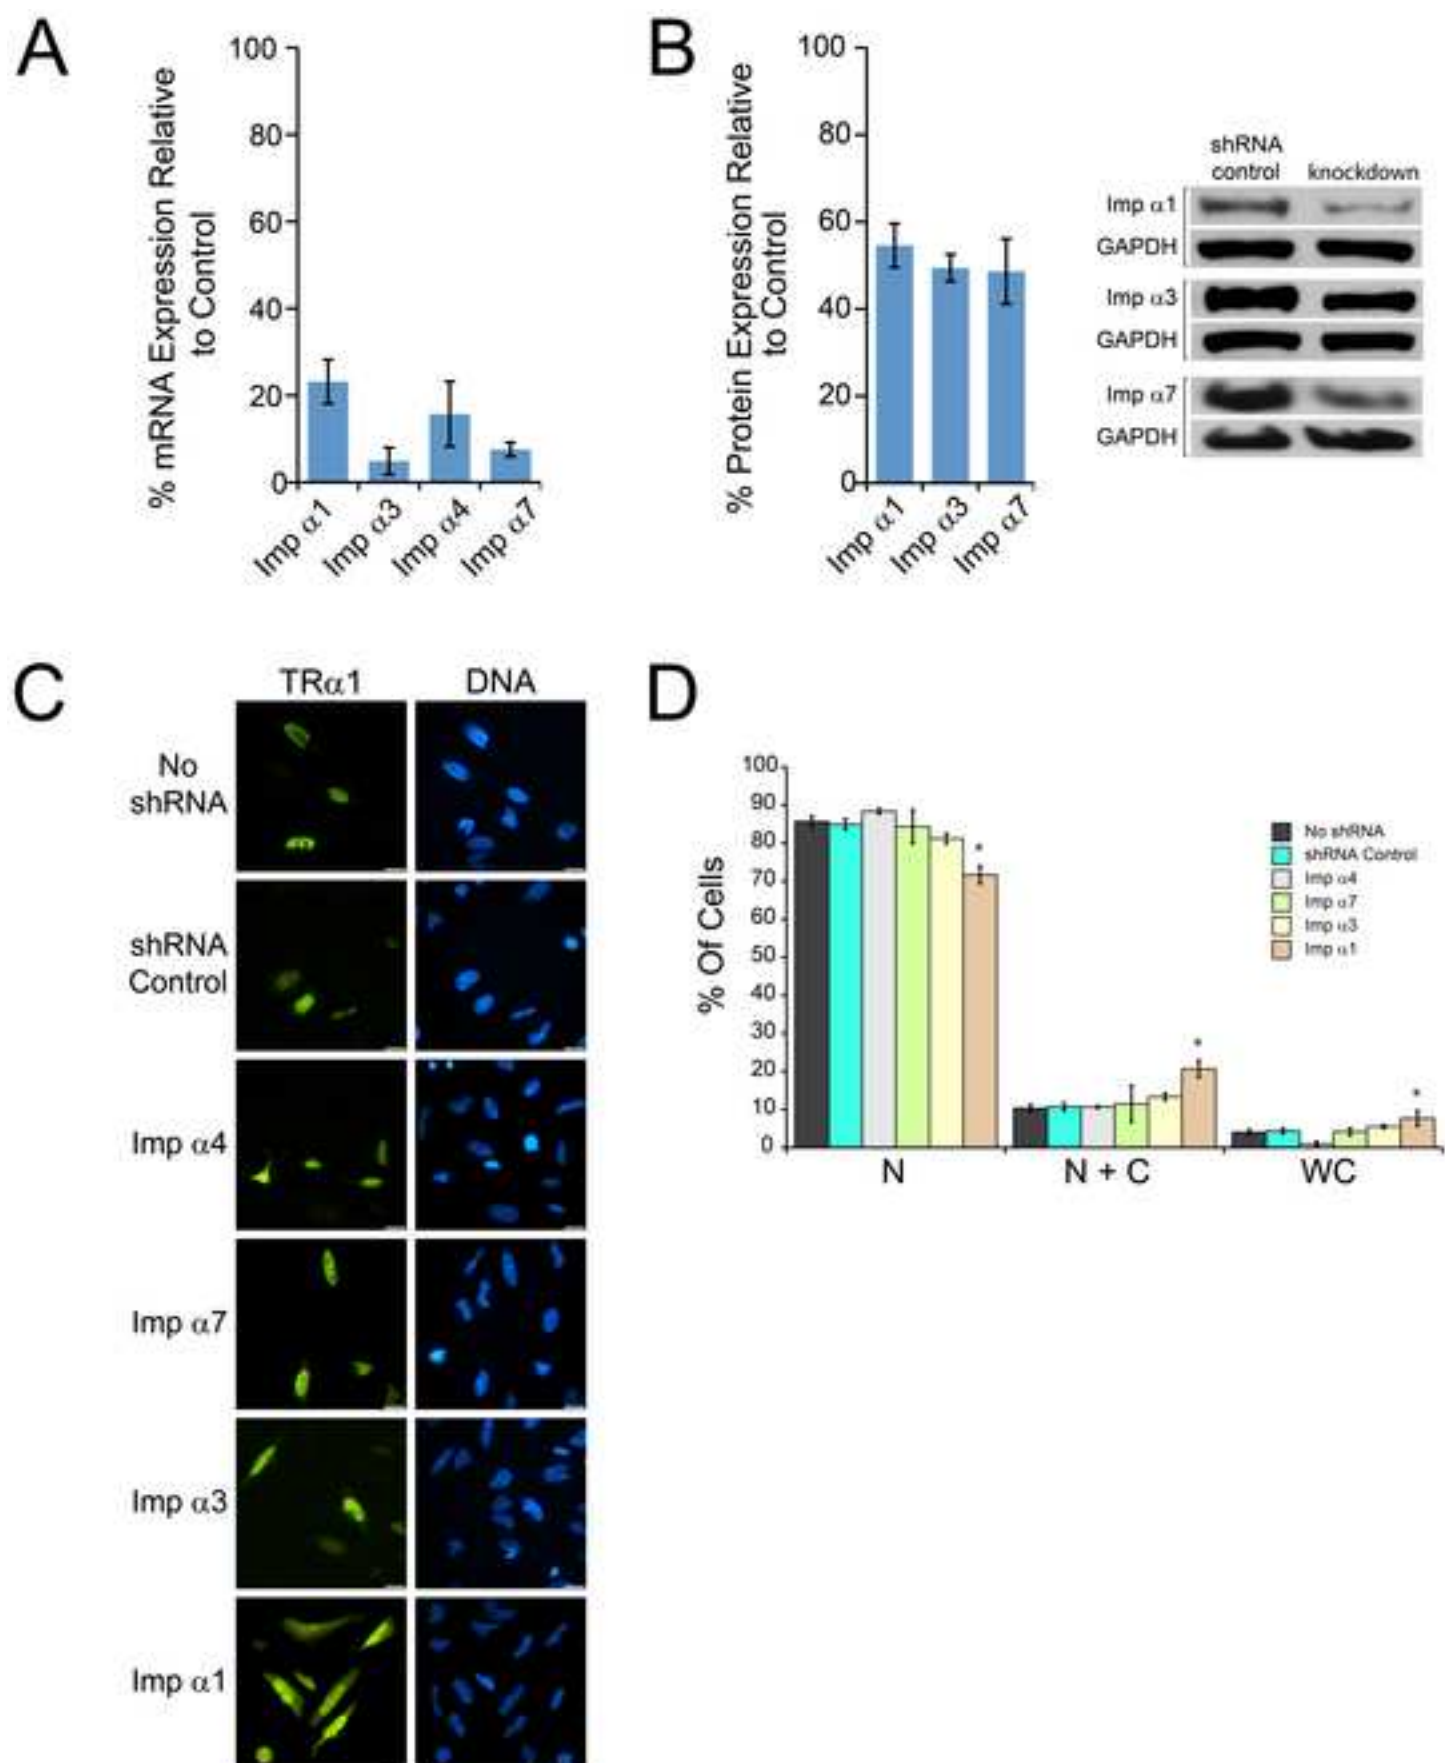 A
% mRNA Expression Relative
to Control
100
80
60
40
20
0
Imp α1
Imp α3
Imp α4
Imp α7
B
% Protein Expression Relative
to Control
100
80
60
40
20
0
Imp α1
Imp α3
Imp α7
shRNA
control
knockdown
Imp α1
GAPDH
Imp α3
GAPDH
Imp α7
GAPDH
C
TRα1
DNA
No
shRNA
shRNA
Control
Imp α4
Imp α7
Imp α3
Imp α1
D
% Of Cells
100
90
80
70
60
50
40
30
20
10
0
*
*
*
N
N + C
WC
No shRNA
shRNA Control
Imp α4
Imp α7
Imp α3
Imp α1